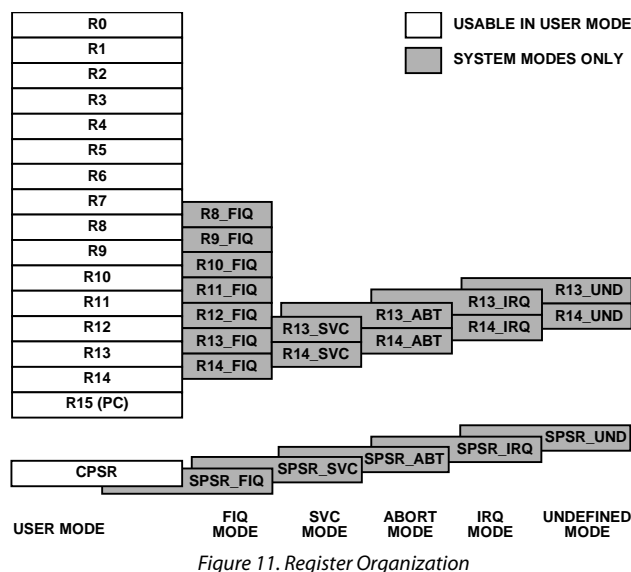 R0
R1
R2
R3
R4
R5
R6
R7
R8
R9
R10
R11
R12
R13
R14
R15 (PC)
USABLE IN USER MODE
SYSTEM MODES ONLY
R8_FIQ
R9_FIQ
R10_FIQ
R11_FIQ
R12_FIQ
R13_FIQ
R14_FIQ
R13_SVC
R14_SVC
R13_ABT
R14_ABT
R13_IRQ
R14_IRQ
R13_UND
R14_UND
CPSR
SPSR_FIQ
SPSR_SVC
SPSR_ABT
SPSR_IRQ
SPSR_UND
USER MODE
FIQ
MODE
SVC
MODE
ABORT
MODE
IRQ
MODE
UNDEFINED
MODE
Figure 11. Register Organization